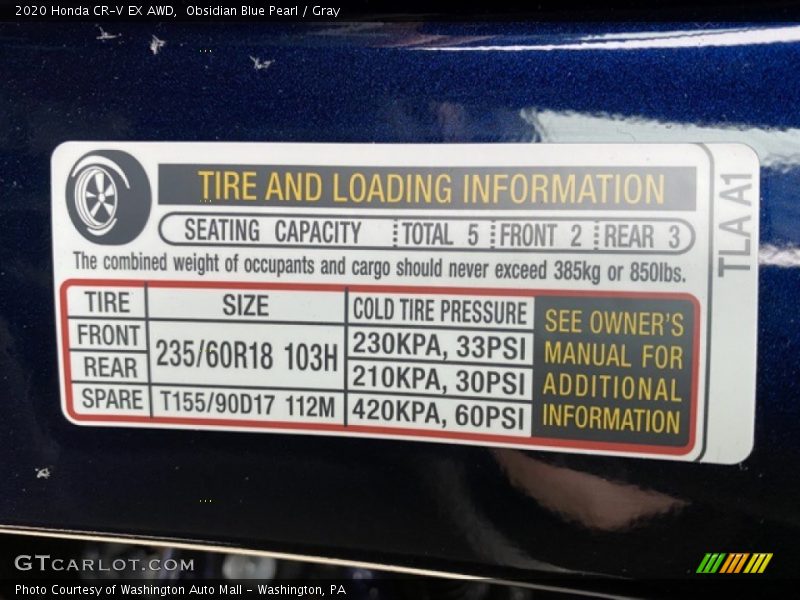 2020 Honda CR-V EX AWD,  Obsidian Blue Pearl / Gray
TIRE AND LOADING INFORMATION
SEATING CAPACITY TOTAL 5 FRONT 2 REAR 3
The combined weight of occupants and cargo should never exceed 385kg or 850lbs.
TIRE SIZE COLD TIRE PRESSURE
FRONT 235/60R18 103H 230KPA, 33PSI
REAR 210KPA, 30PSI
SPARE T155/90D17 112M 420KPA, 60PSI
SEE OWNER'S
MANUAL FOR
ADDITIONAL
INFORMATION
TLA A1
GTCARLOT.COM
Photo Courtesy of Washington Auto Mall - Washington, PA